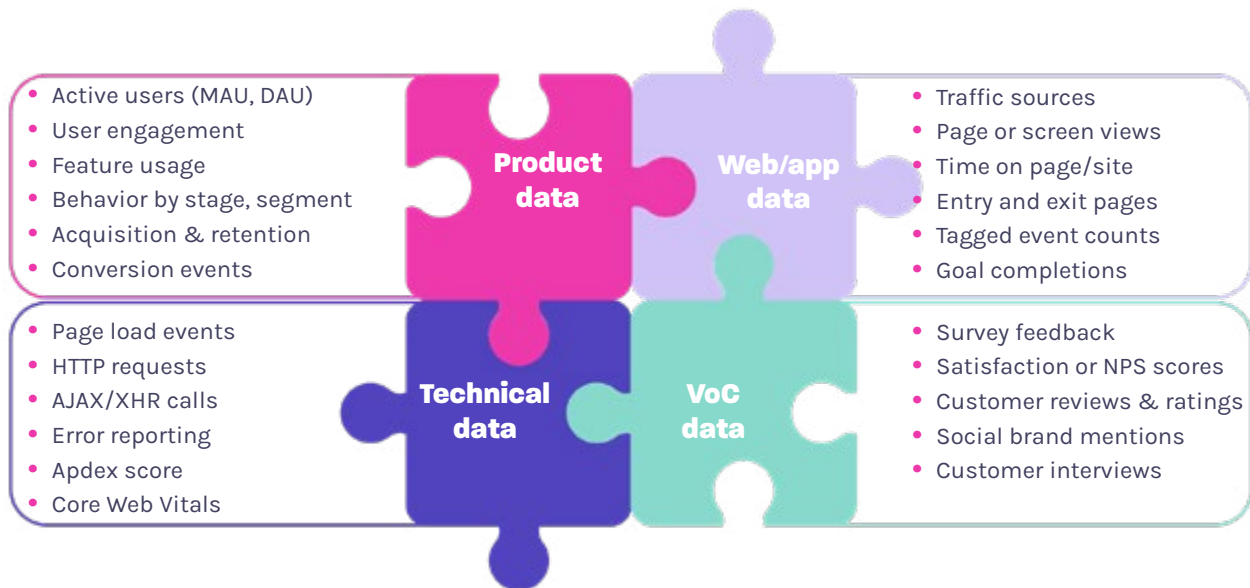 Active users (MAU, DAU)
User engagement
Feature usage
Behavior by stage, segment
Acquisition & retention
Conversion events
Product
data
Web/app
data
Traffic sources
Page or screen views
Time on page/site
Entry and exit pages
Tagged event counts
Goal completions
Page load events
HTTP requests
AJAX/XHR calls
Error reporting
Apdex score
Core Web Vitals
Technical
data
VoC
data
Survey feedback
Satisfaction or NPS scores
Customer reviews & ratings
Social brand mentions
Customer interviews